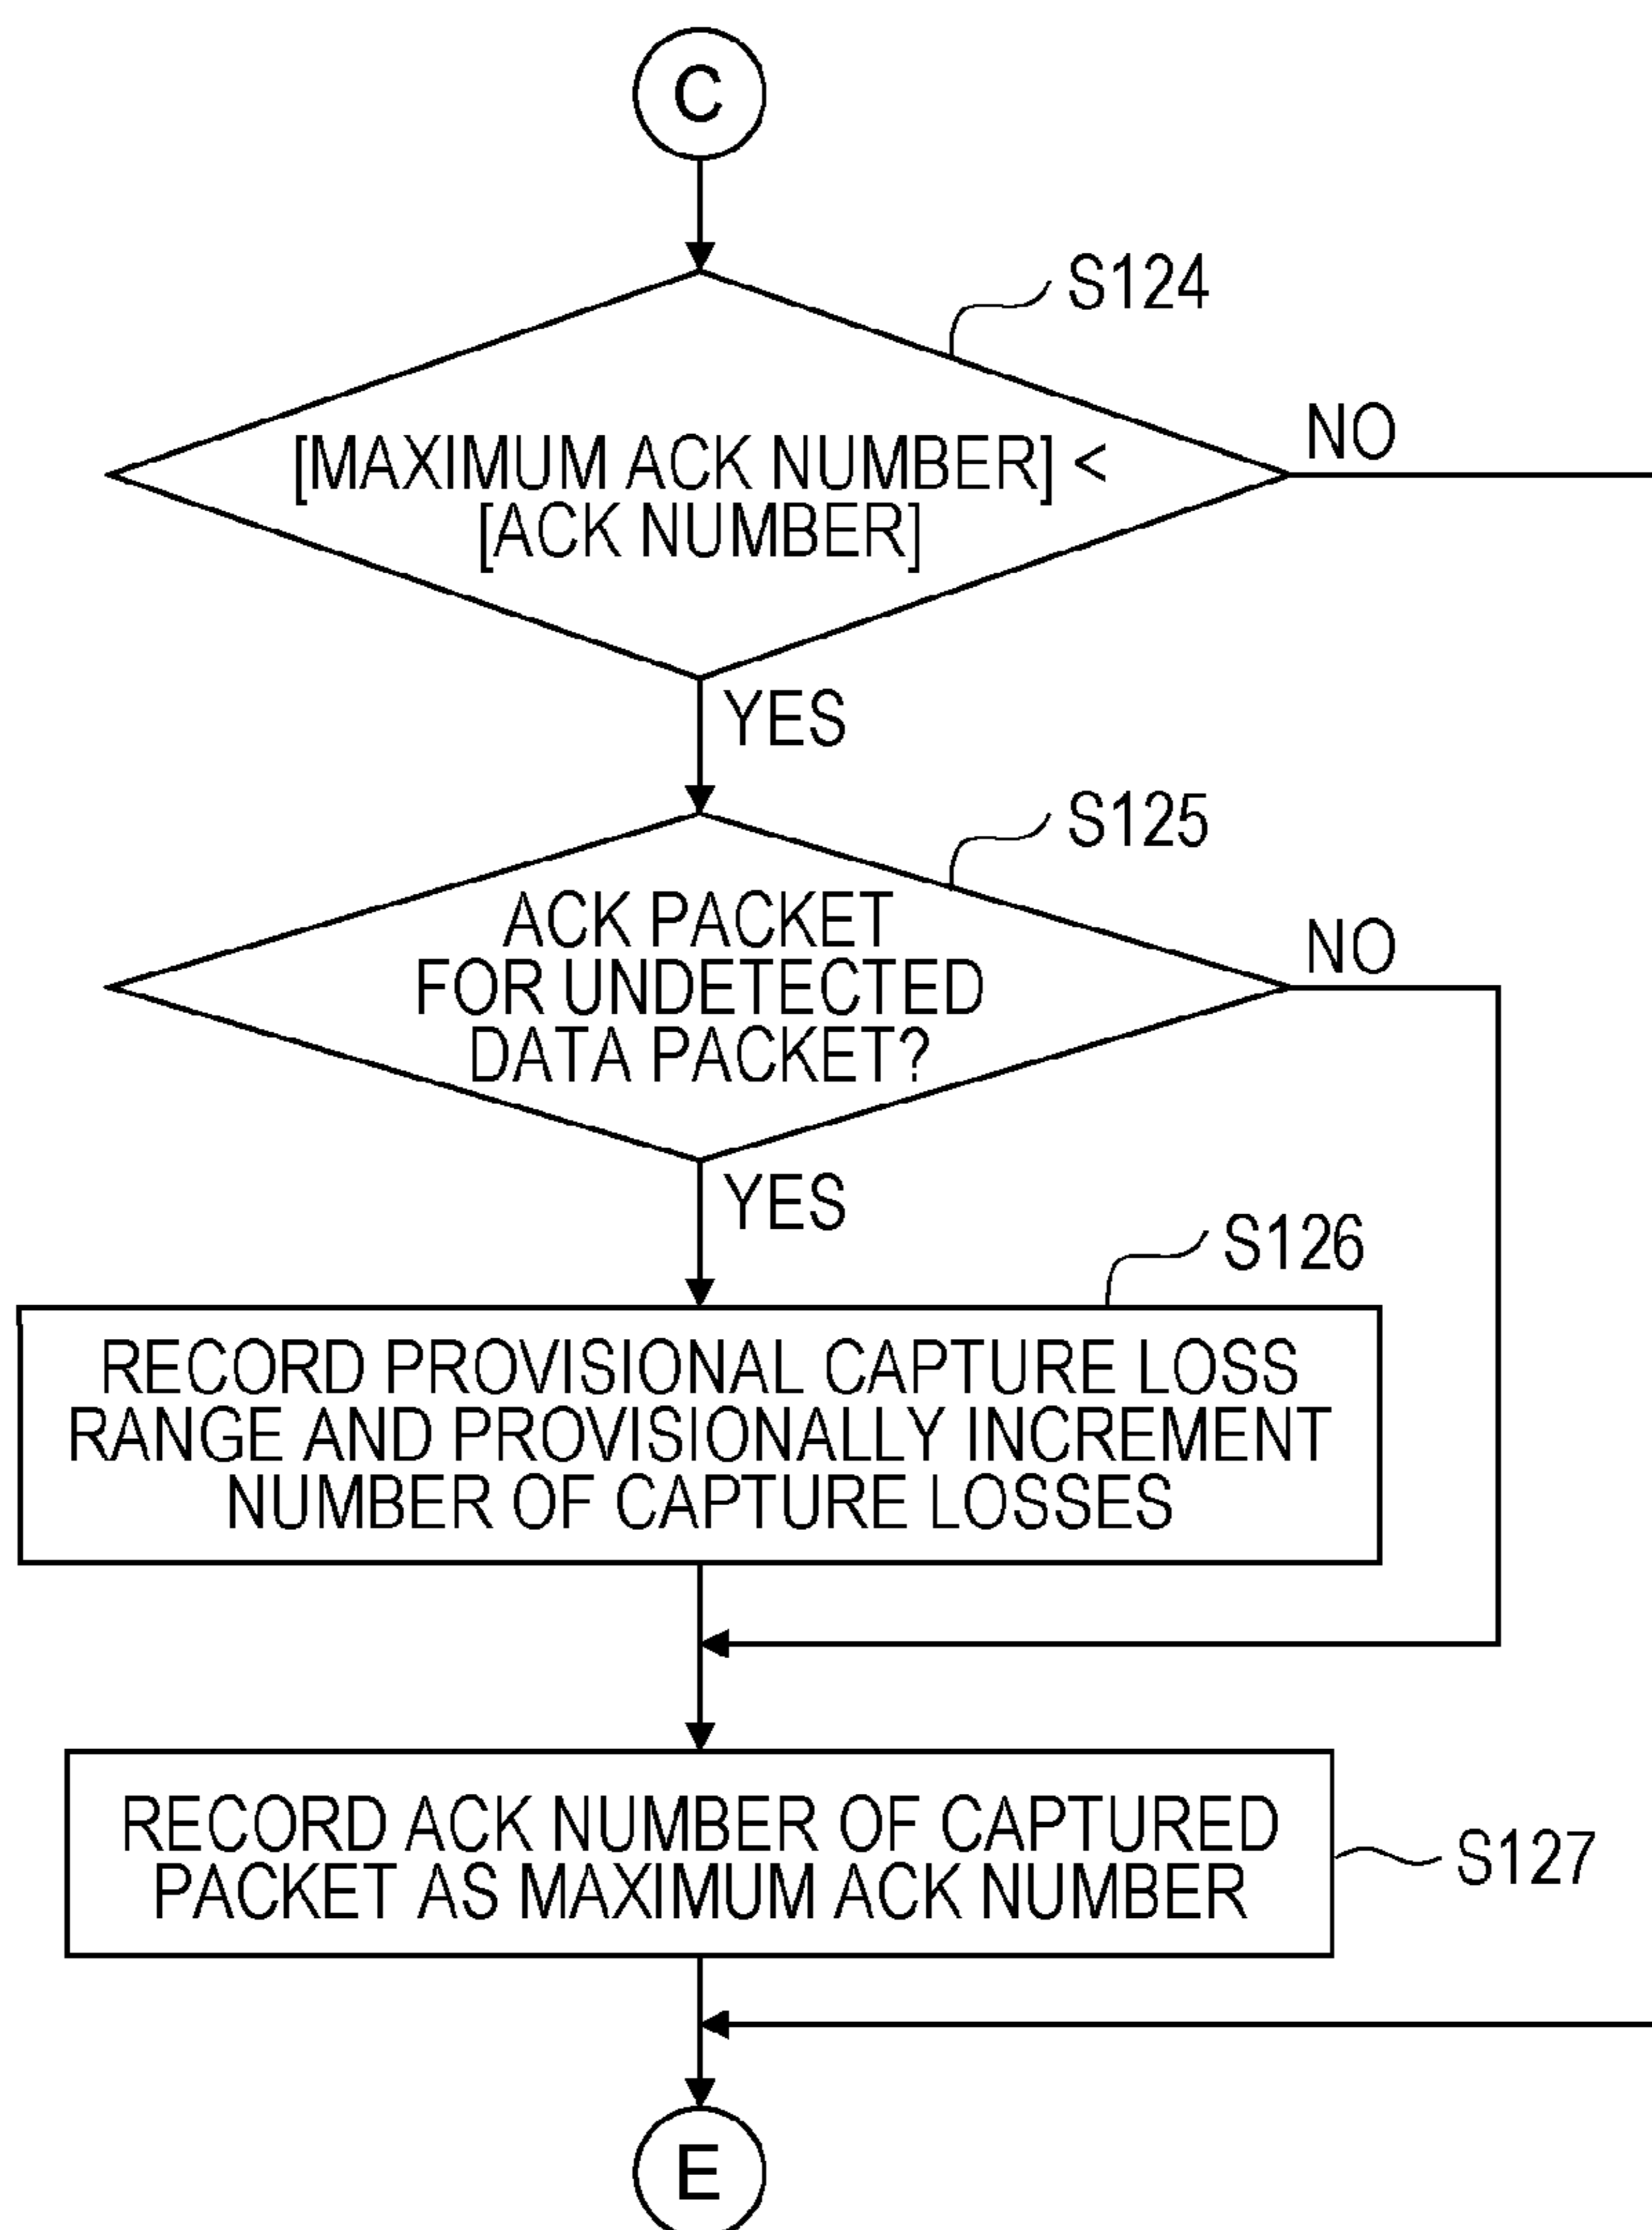 C
S124
[MAXIMUM ACK NUMBER] <
[ACK NUMBER]
NO
YES
S125
ACK PACKET
FOR UNDETECTED
DATA PACKET?
NO
YES
S126
RECORD PROVISIONAL CAPTURE LOSS
RANGE AND PROVISIONALLY INCREMENT
NUMBER OF CAPTURE LOSSES
RECORD ACK NUMBER OF CAPTURED
PACKET AS MAXIMUM ACK NUMBER
S127
E